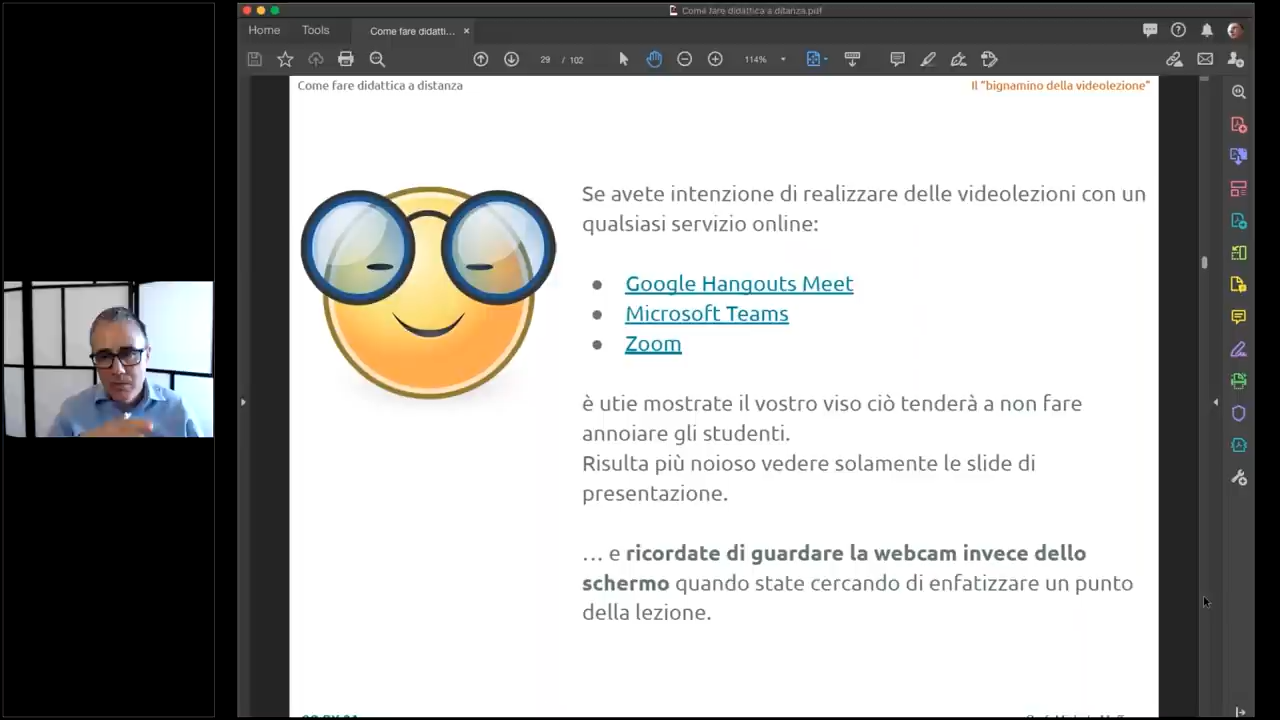 Come fare didattica a ditanza.pdf
Home
Tools
Come fare didatti...
29 / 102
114%
Come fare didattica a distanza
Il "bignamino della videolezione"
Se avete intenzione di realizzare delle videolezioni con un
qualsiasi servizio online:
● Google Hangouts Meet
● Microsoft Teams
● Zoom
è utie mostrate il vostro viso ciò tenderà a non fare
annoiare gli studenti.
Risulta più noioso vedere solamente le slide di
presentazione.
… e ricordate di guardare la webcam invece dello
schermo quando state cercando di enfatizzare un punto
della lezione.